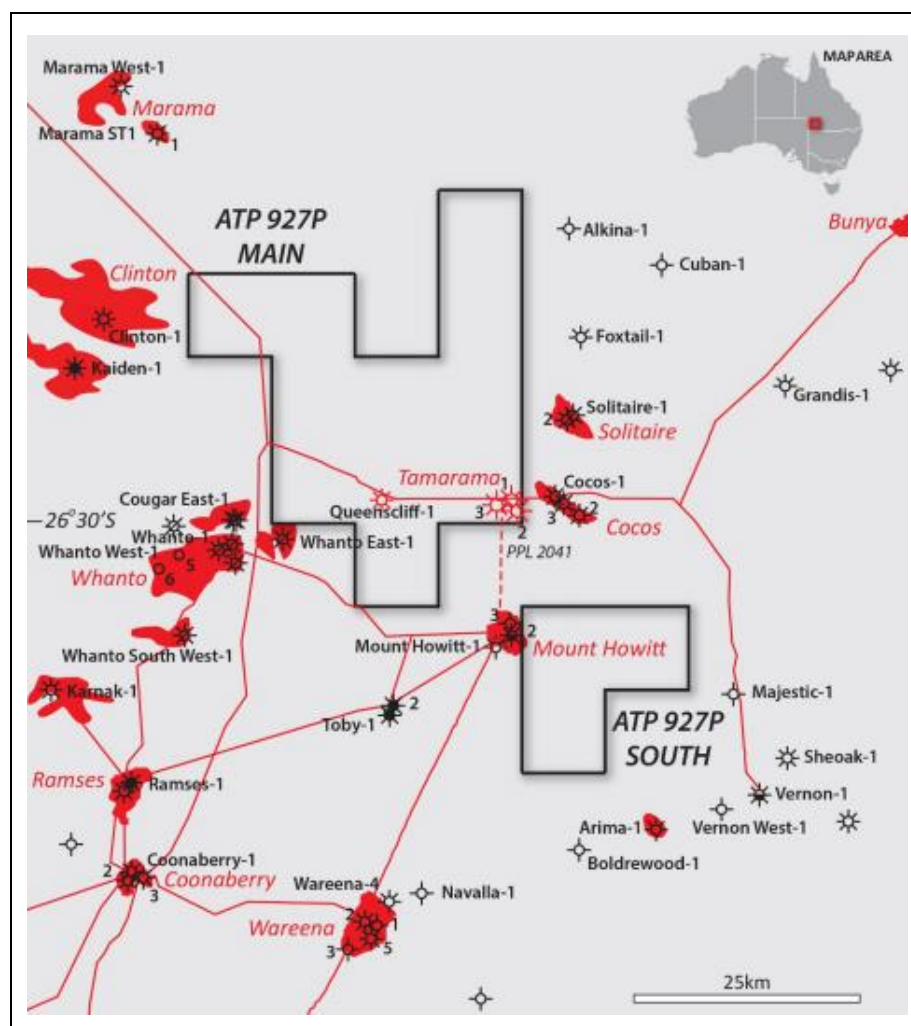 MAPAREA
Marama West-1
Marama
Marama ST1
1
ATP 927P
MAIN
Alkina-1
Bunya
Cuban-1
Clinton
Clinton-1
Foxtail-1
Kaiden-1
Grandis-1
Solitaire-1
2
Solitaire
Tamarama
1
Cocos-1
Cougar East-1
Queenscliff-1
3
3
2
−26°30'S
2
Cocos
Whanto-1
Whanto East-1
PPL 2041
Whanto West-1
5
Whanto
6
3
2
Mount Howitt-1
Mount Howitt
Whanto South West-1
Karnak-1
Majestic-1
2
Toby-1
ATP 927P
SOUTH
Sheoak-1
Ramses
Ramses-1
Vernon-1
Arima-1
Vernon West-1
Boldrewood-1
Coonaberry-1
2
Coonaberry
3
Wareena-4
Navalla-1
2
1
Wareena
3
5
25km